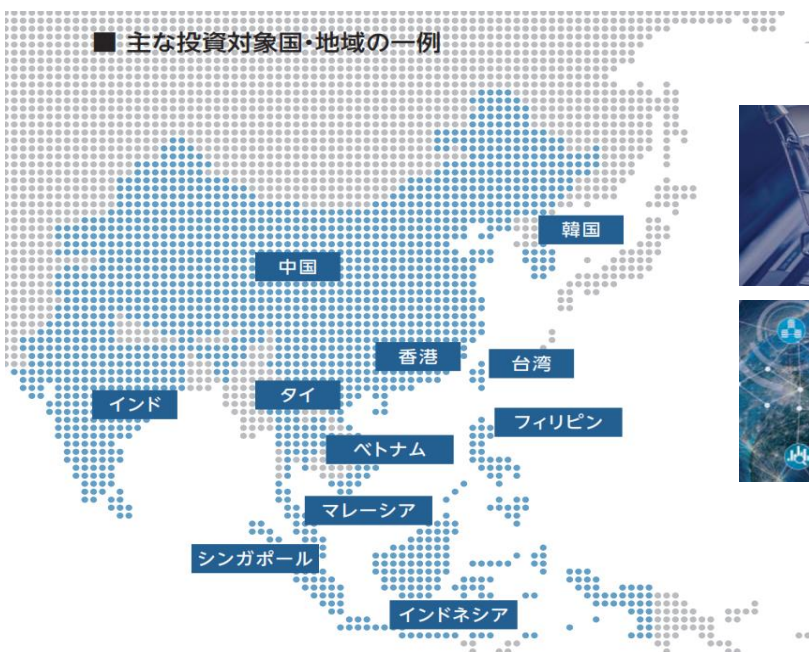 ■ 主な投資対象国・地域の一例
韓国
中国
香港
台湾
タイ
インド
フィリピン
ベトナム
マレーシア
シンガポール
インドネシア